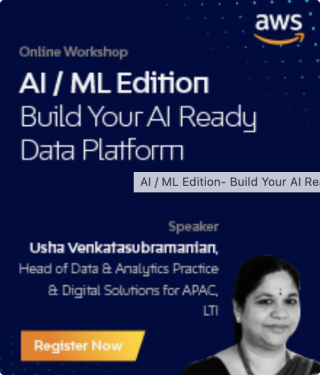 aws
Online Workshop
AI / ML Edition
Build Your AI Ready
Data Platform
AI / ML Edition- Build Your AI Re
Speaker
Usha Venkatasubramanian,
Head of Data & Analytics Practice
& Digital Solutions for APAC,
LTI
Register Now